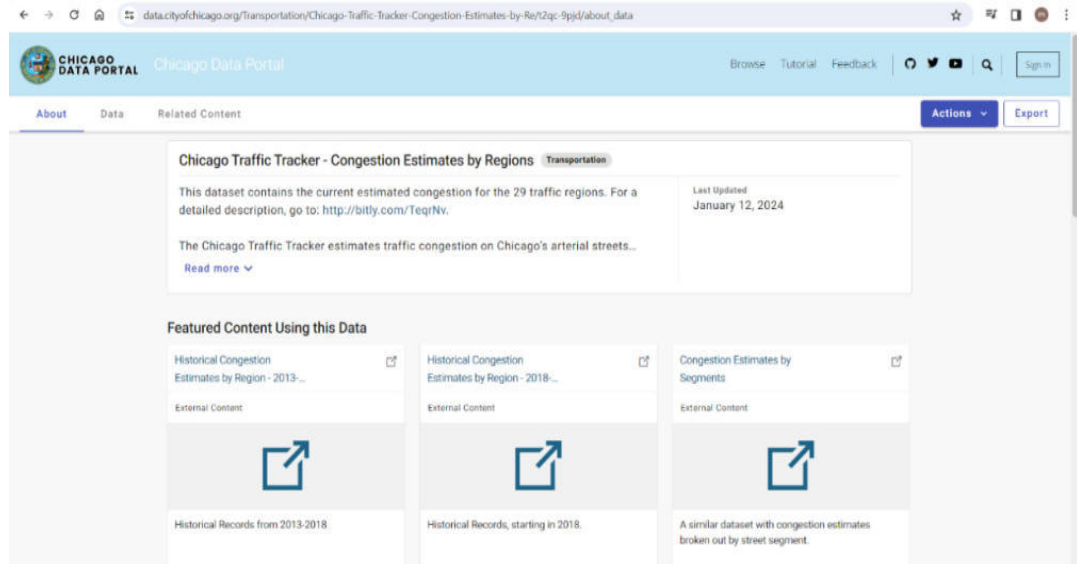 data.cityofchicago.org/Transportation/Chicago-Traffic-Tracker-Congestion-Estimates-by-Re/t2qc-9pjd/about_data
CHICAGO
DATA PORTAL
Chicago Data Portal
Browse Tutorial Feedback
Sign In
About Data Related Content
Actions
Export
Chicago Traffic Tracker - Congestion Estimates by Regions Transportation
This dataset contains the current estimated congestion for the 29 traffic regions. For a
detailed description, go to: http://bitly.com/TeqrNv.
The Chicago Traffic Tracker estimates traffic congestion on Chicago's arterial streets...
Read more
Last Updated
January 12, 2024
Featured Content Using this Data
Historical Congestion
Estimates by Region - 2013-...
External Content
Historical Records from 2013-2018
Historical Congestion
Estimates by Region - 2018-...
External Content
Historical Records, starting in 2018.
Congestion Estimates by
Segments
External Content
A similar dataset with congestion estimates
broken out by street segment.